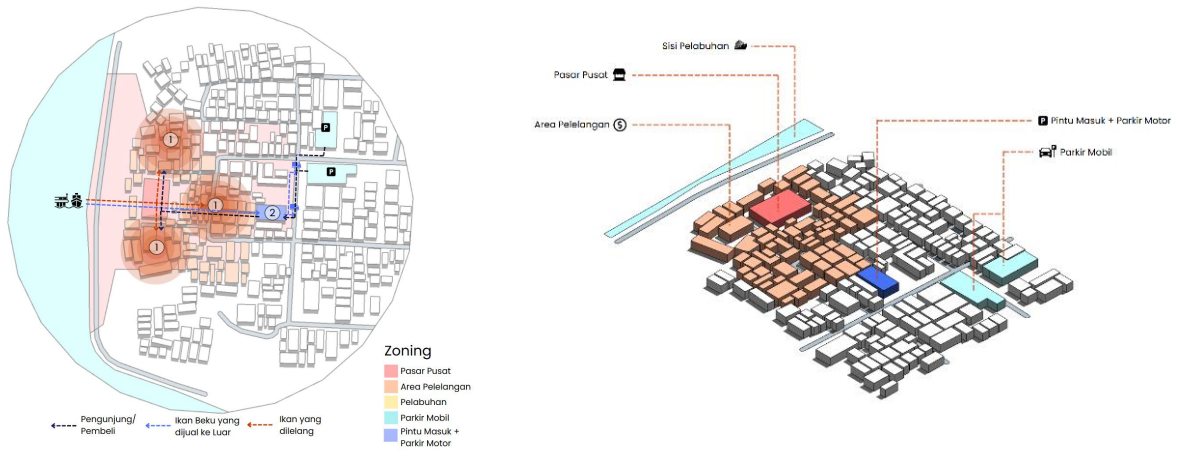 1
P
P
1
2
1
Zoning
Pasar Pusat
Area Pelelangan
Pelabuhan
Parkir Mobil
Pintu Masuk +
Parkir Motor
Pengunjung/
Pembeli
Ikan Beku yang
dijual ke Luar
Ikan yang
dilelang
Sisi Pelabuhan
Pasar Pusat
Area Pelelangan $
P Pintu Masuk + Parkir Motor
Parkir Mobil